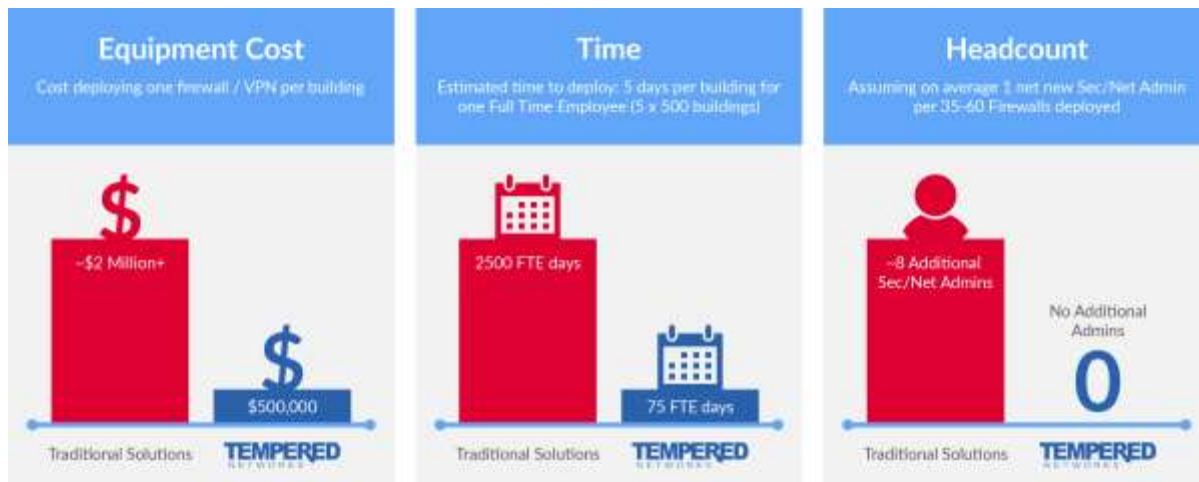 Equipment Cost
Cost deploying one firewall / VPN per building
~$2 Million+
$500,000
Traditional Solutions
TEMPERED
NETWORKS
Time
Estimated time to deploy: 5 days per building for
one Full Time Employee (5 x 500 buildings)
2500 FTE days
75 FTE days
Traditional Solutions
TEMPERED
NETWORKS
Headcount
Assuming on average 1 net new Sec/Net Admin
per 35-60 Firewalls deployed
~8 Additional
Sec/Net Admins
No Additional
Admins
0
Traditional Solutions
TEMPERED
NETWORKS